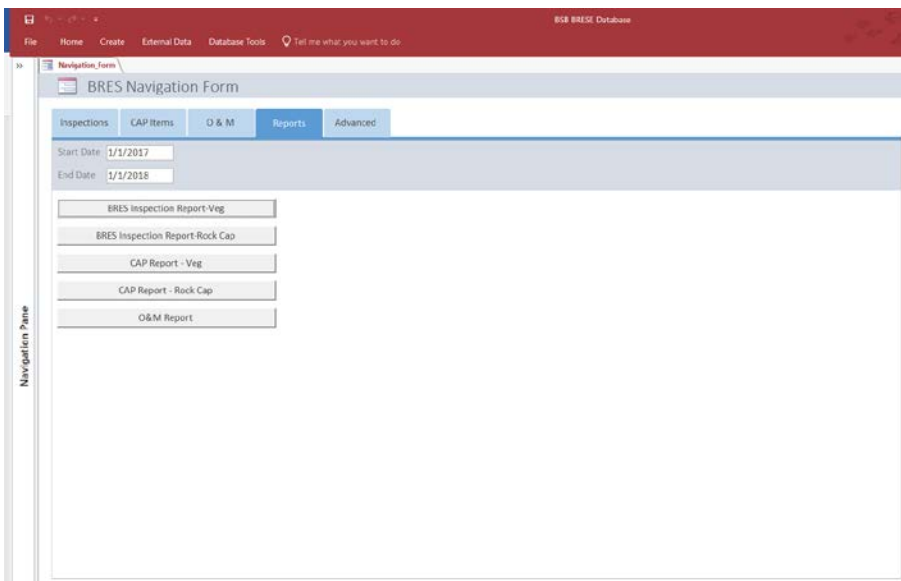 BSB BRESE Database
File Home Create External Data Database Tools Tell me what you want to do
Navigation_Form
BRES Navigation Form
Inspections CAP Items O & M Reports Advanced
Start Date 1/1/2017
End Date 1/1/2018
BRES Inspection Report-Veg
BRES Inspection Report-Rock Cap
CAP Report - Veg
CAP Report - Rock Cap
O&M Report
Navigation Pane